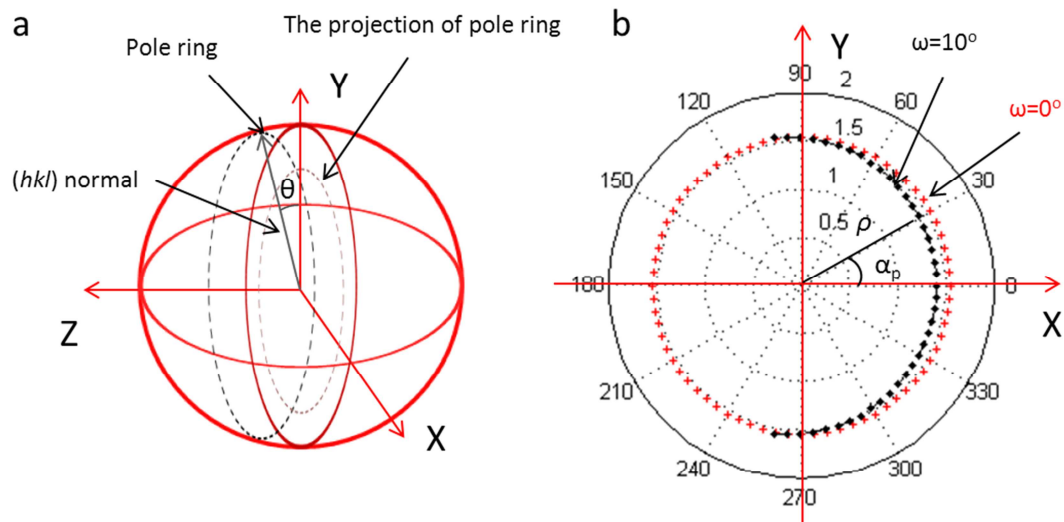 a
Pole ring
The projection of pole ring
Y
(hkl) normal
θ
Z
X
b
Y
ω=10°
ω=0°
90
2
120
60
1.5
150
1
30
0.5
ρ
αₚ
180
0
X
210
330
240
300
270